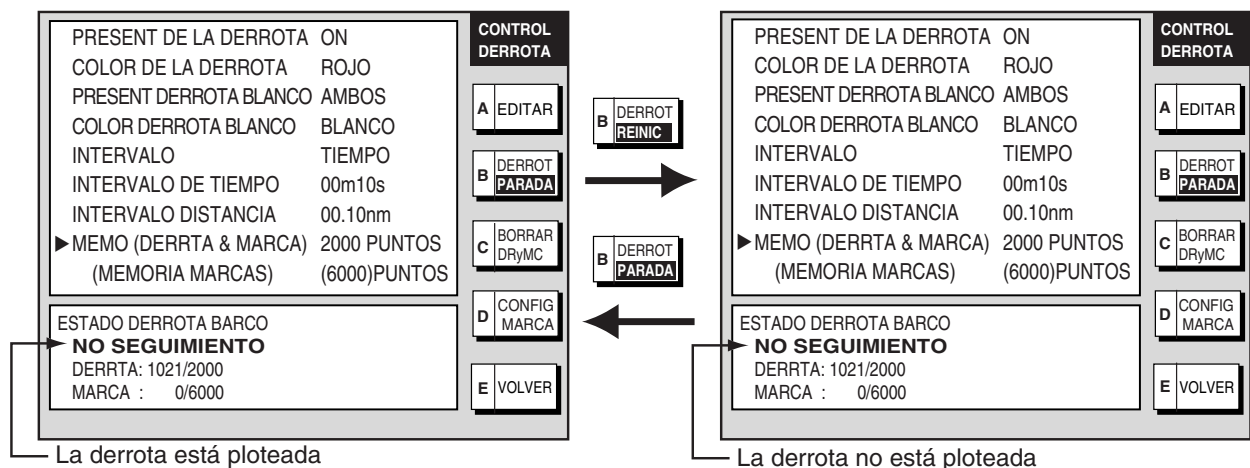 PRESENT DE LA DERROTA ON
COLOR DE LA DERROTA ROJO
PRESENT DERROTA BLANCO AMBOS
COLOR DERROTA BLANCO BLANCO
INTERVALO TIEMPO
INTERVALO DE TIEMPO 00m10s
INTERVALO DISTANCIA 00.10nm
▶MEMO (DERRTA & MARCA) 2000 PUNTOS
(MEMORIA MARCAS) (6000)PUNTOS
ESTADO DERROTA BARCO
NO SEGUIMIENTO
DERRTA: 1021/2000
MARCA : 0/6000
CONTROL
DERROTA
A EDITAR
B DERROT
PARADA
C BORRAR
DRyMC
D CONFIG
MARCA
E VOLVER
La derrota está ploteada
B DERROT
REINIC
B DERROT
PARADA
PRESENT DE LA DERROTA ON
COLOR DE LA DERROTA ROJO
PRESENT DERROTA BLANCO AMBOS
COLOR DERROTA BLANCO BLANCO
INTERVALO TIEMPO
INTERVALO DE TIEMPO 00m10s
INTERVALO DISTANCIA 00.10nm
▶MEMO (DERRTA & MARCA) 2000 PUNTOS
(MEMORIA MARCAS) (6000)PUNTOS
ESTADO DERROTA BARCO
NO SEGUIMIENTO
DERRTA: 1021/2000
MARCA : 0/6000
CONTROL
DERROTA
A EDITAR
B DERROT
PARADA
C BORRAR
DRyMC
D CONFIG
MARCA
E VOLVER
La derrota no está ploteada